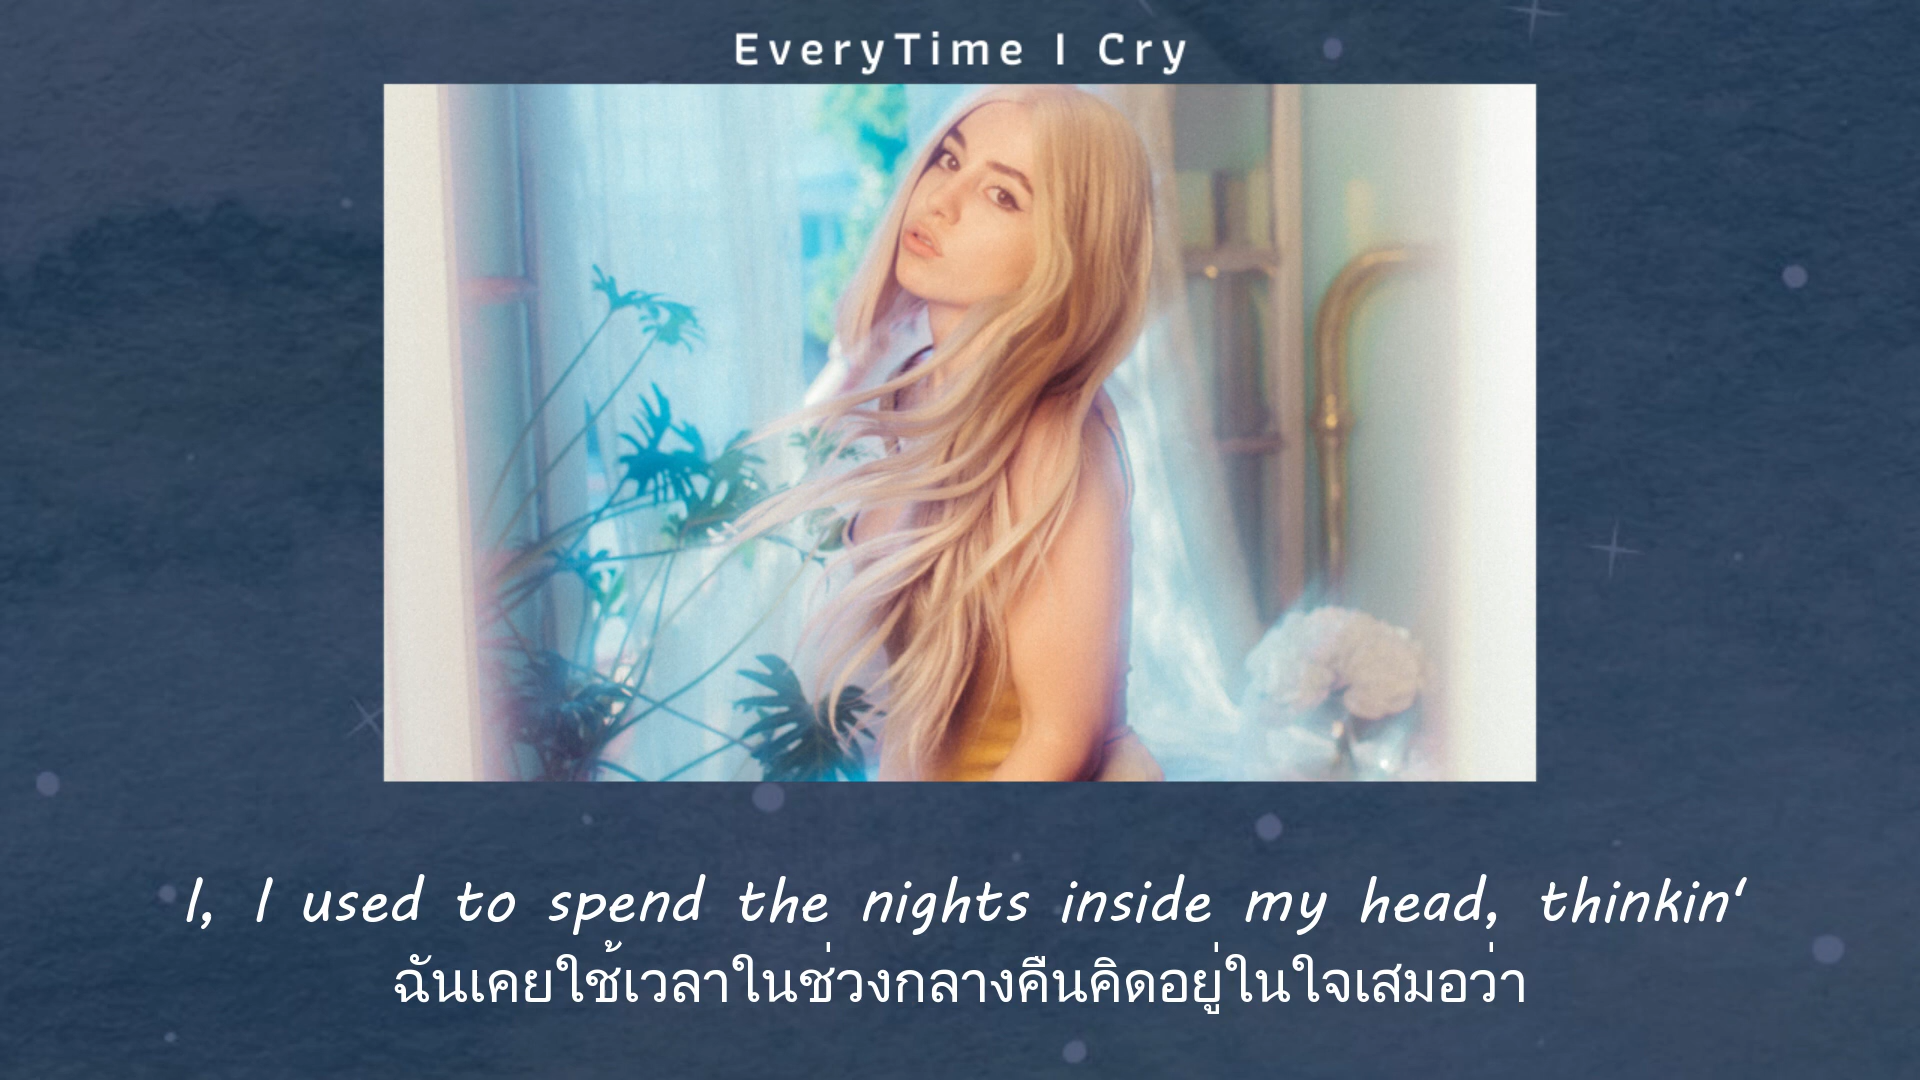 EveryTime I Cry
I, I used to spend the nights inside my head, thinkin'
ฉันเคยใช้เวลาในช่วงกลางคืนคิดอยู่ในใจเสมอว่า